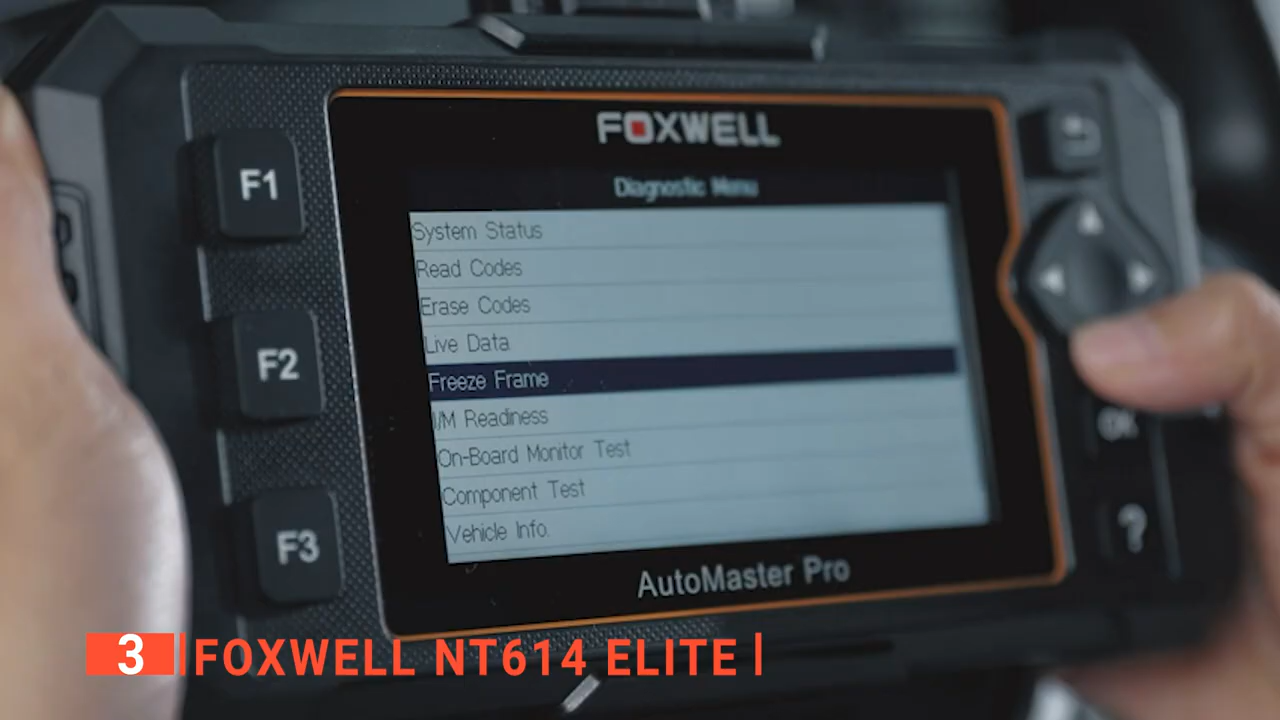 FOXWELL
Diagnostic Menu
System Status
Read Codes
Erase Codes
Live Data
Freeze Frame
I/M Readiness
On-Board Monitor Test
Component Test
Vehicle Info.
AutoMaster Pro
F1
F2
F3
OK
?
3 FOXWELL NT614 ELITE